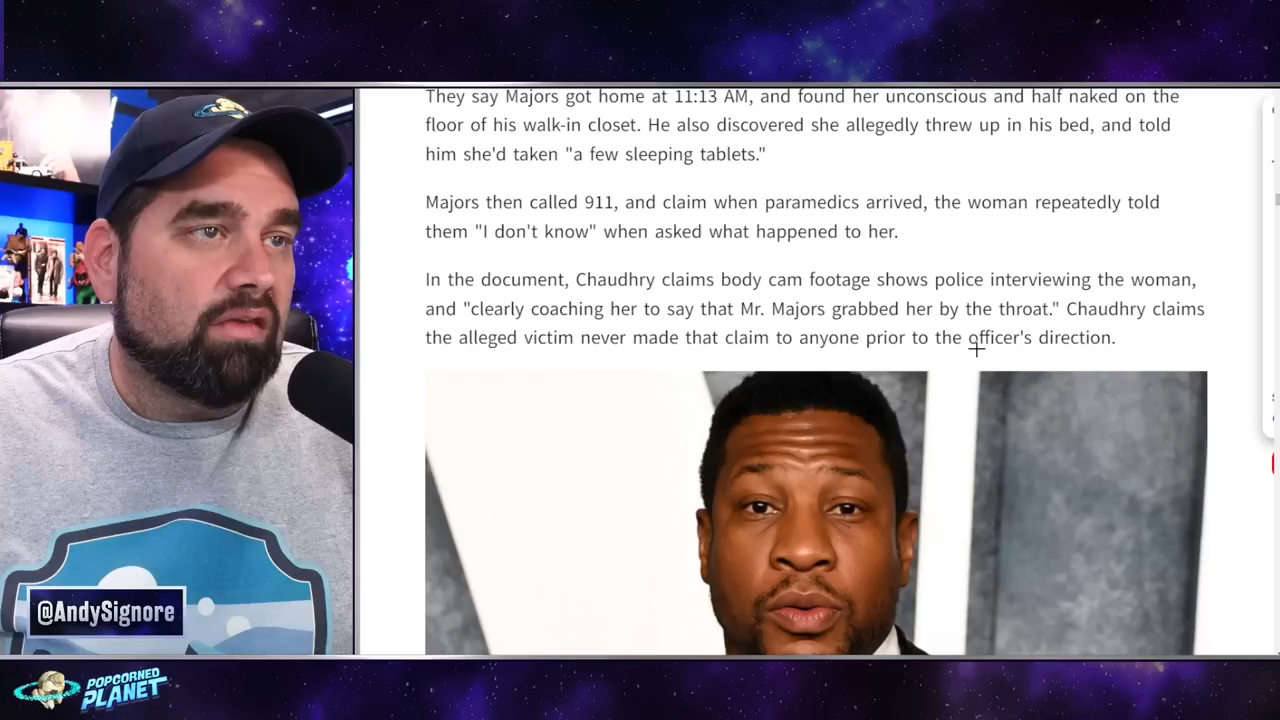 They say Majors got home at 11:13 AM, and found her unconscious and half naked on the
floor of his walk-in closet. He also discovered she allegedly threw up in his bed, and told
him she'd taken "a few sleeping tablets."
Majors then called 911, and claim when paramedics arrived, the woman repeatedly told
them "I don't know" when asked what happened to her.
In the document, Chaudhry claims body cam footage shows police interviewing the woman,
and "clearly coaching her to say that Mr. Majors grabbed her by the throat." Chaudhry claims
the alleged victim never made that claim to anyone prior to the officer's direction.
@AndySignore
POPCORNED
PLANET